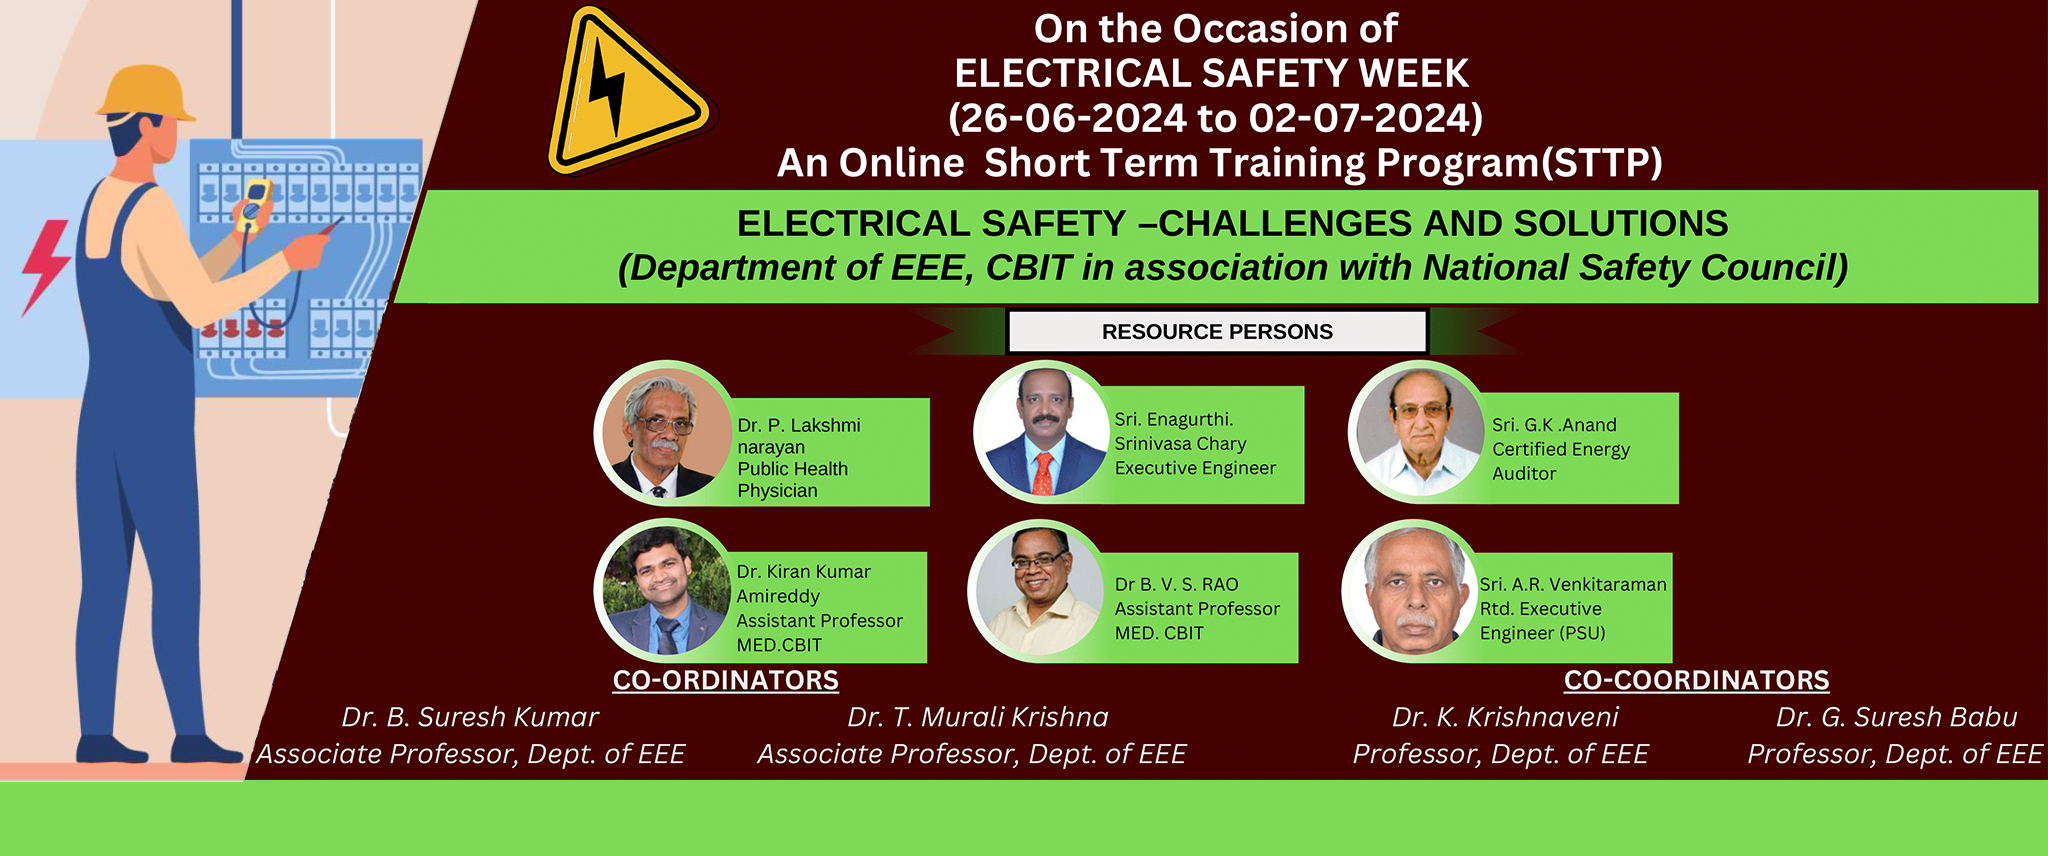 On the Occasion of
ELECTRICAL SAFETY WEEK
(26-06-2024 to 02-07-2024)
An Online Short Term Training Program(STTP)
ELECTRICAL SAFETY –CHALLENGES AND SOLUTIONS
(Department of EEE, CBIT in association with National Safety Council)
RESOURCE PERSONS
Dr. P. Lakshmi
narayan
Public Health
Physician
Sri. Enagurthi.
Srinivasa Chary
Executive Engineer
Sri. G.K .Anand
Certified Energy
Auditor
Dr. Kiran Kumar
Amireddy
Assistant Professor
MED.CBIT
Dr B. V. S. RAO
Assistant Professor
MED. CBIT
Sri. A.R. Venkitaraman
Rtd. Executive
Engineer (PSU)
CO-ORDINATORS
Dr. B. Suresh Kumar
Associate Professor, Dept. of EEE
Dr. T. Murali Krishna
Associate Professor, Dept. of EEE
CO-COORDINATORS
Dr. K. Krishnaveni
Professor, Dept. of EEE
Dr. G. Suresh Babu
Professor, Dept. of EEE